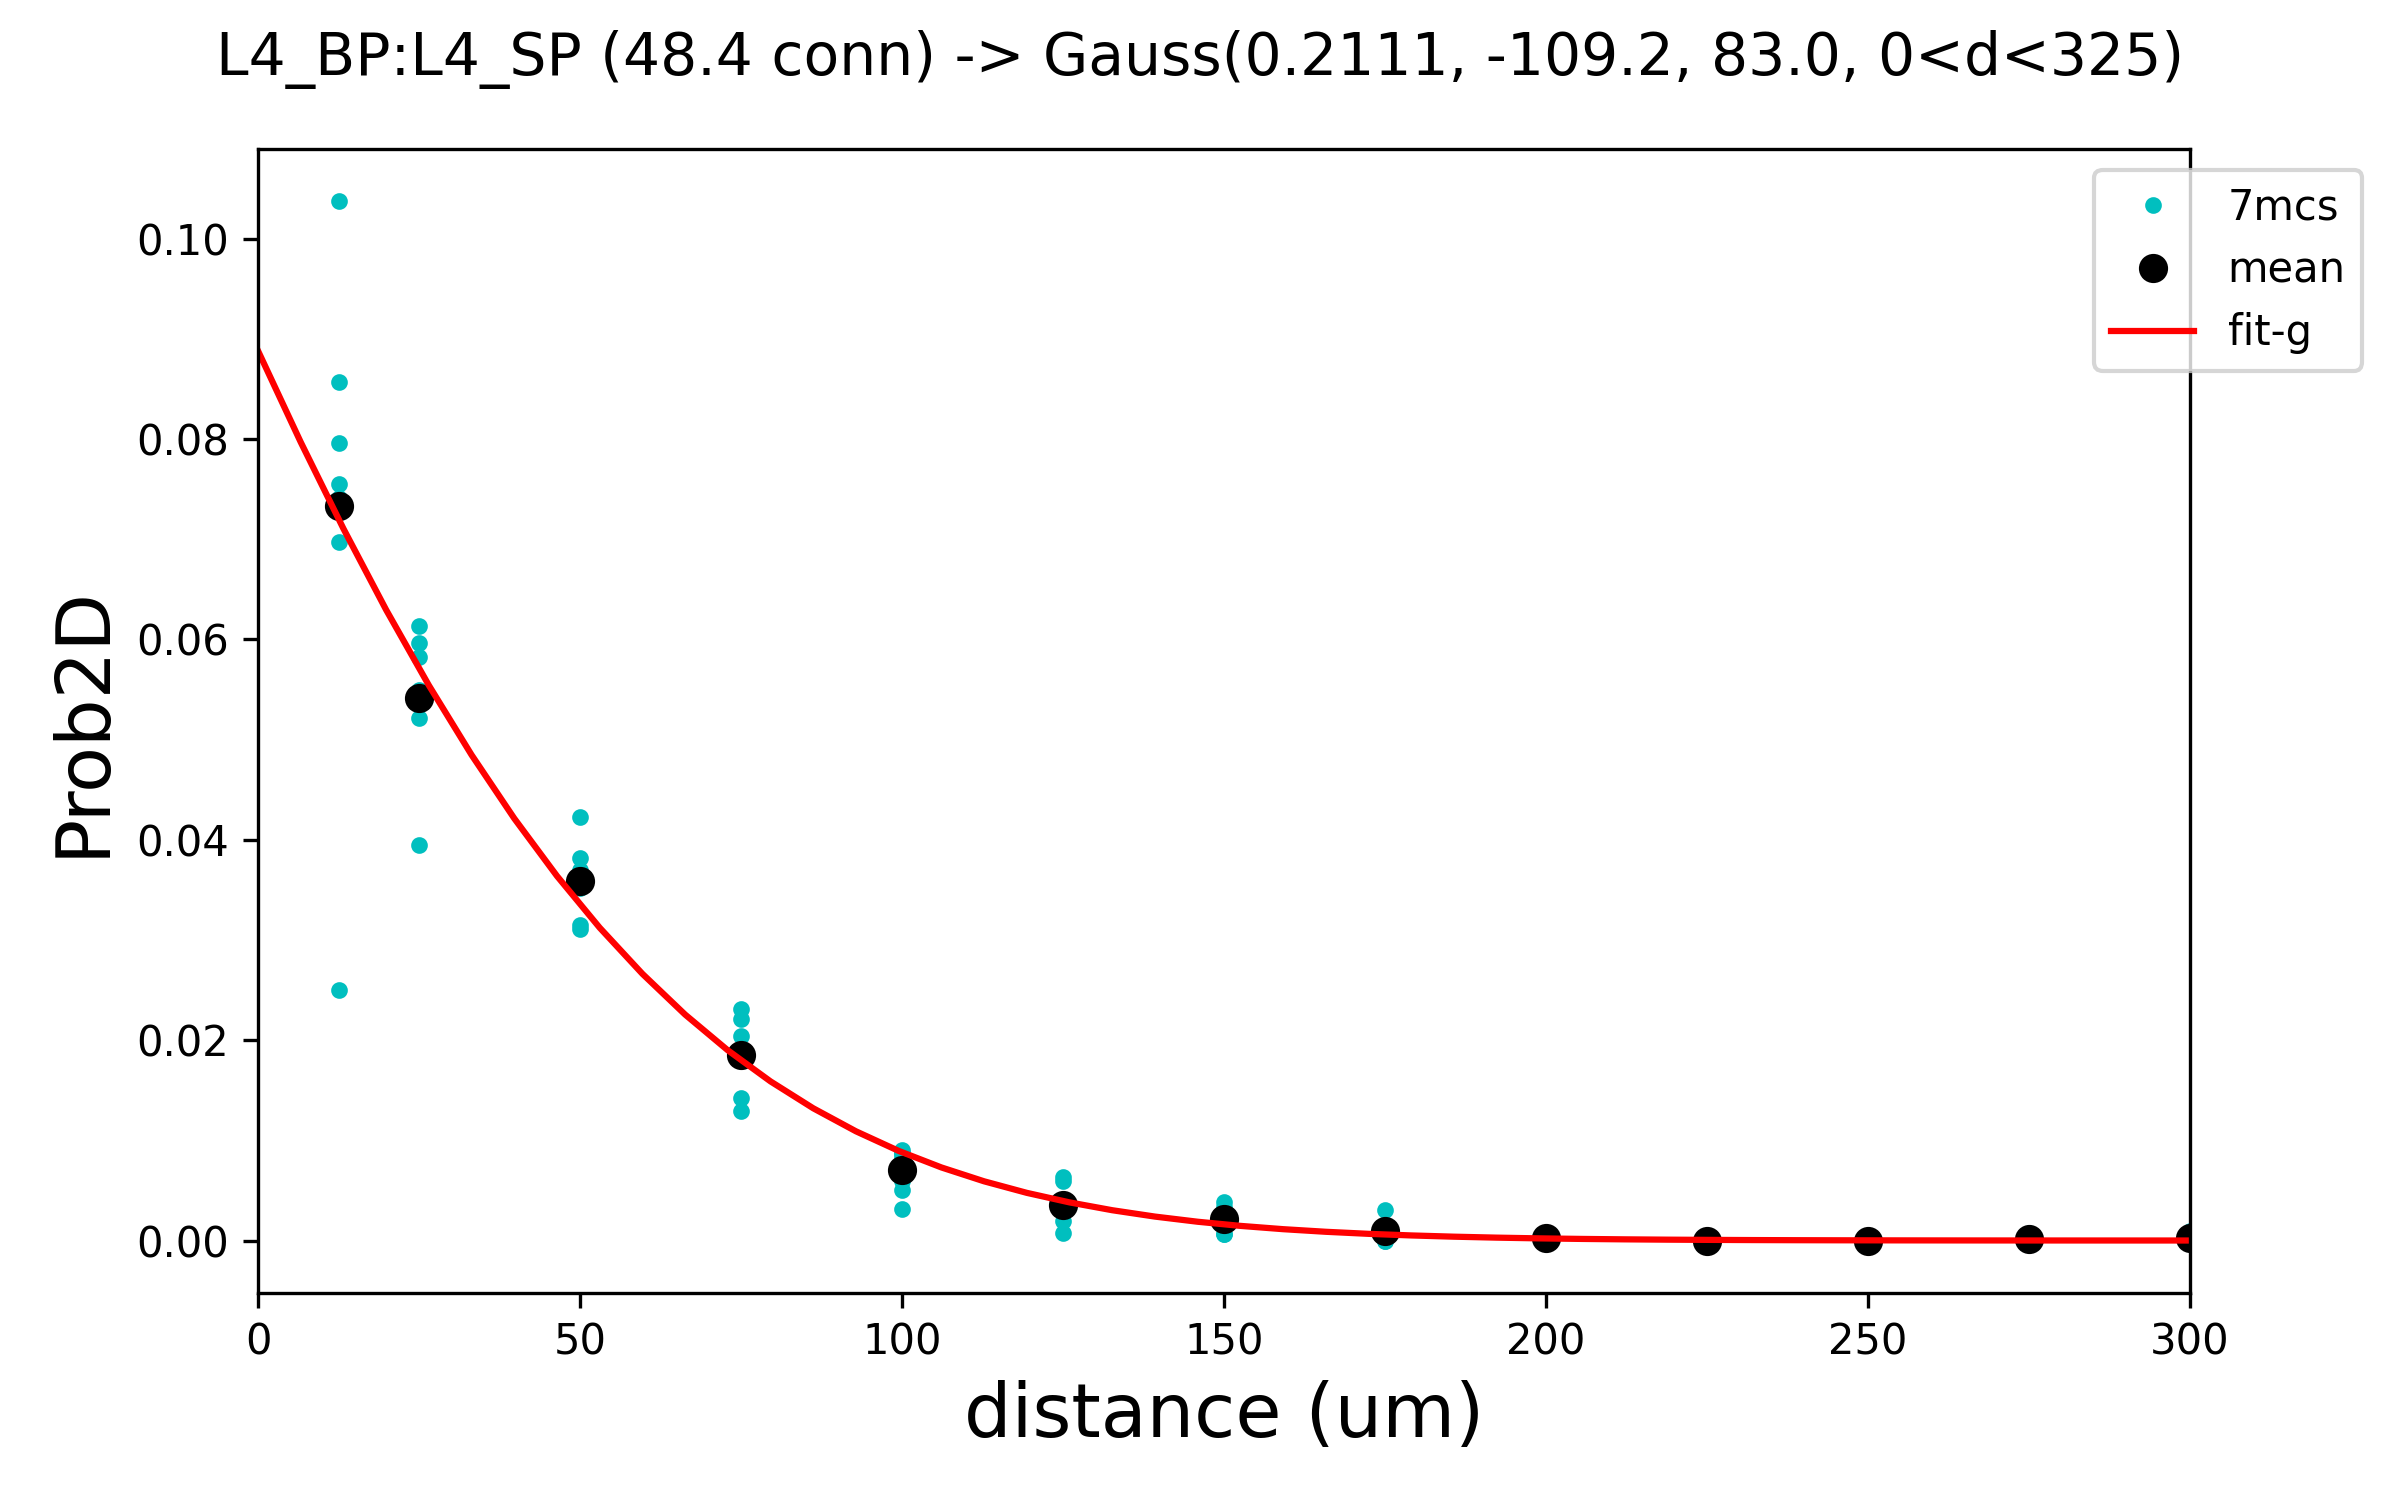 L4_BP:L4_SP (48.4 conn) -> Gauss(0.2111, -109.2, 83.0, 0<d<325)
7mcs
mean
fit-g
Prob2D
0.10
0.08
0.06
0.04
0.02
0.00
0 50 100 150 200 250 300
distance (um)